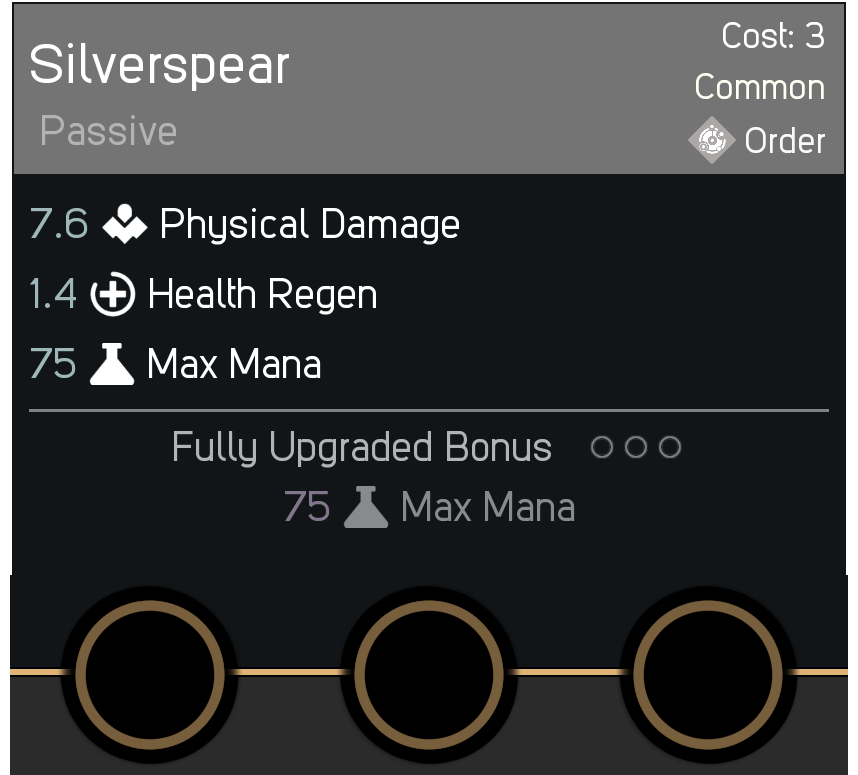 Silverspear
Passive
Cost: 3
Common
Order
7.6 Physical Damage
1.4 Health Regen
75 Max Mana
Fully Upgraded Bonus
75 Max Mana